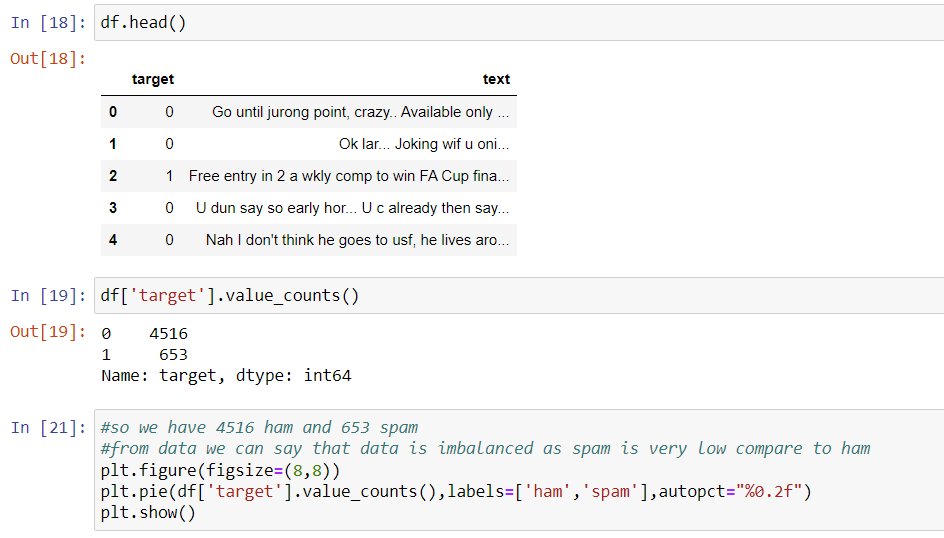 In [18]: df.head()
Out[18]:
target text
0 0 Go until jurong point, crazy.. Available only ...
1 0 Ok lar... Joking wif u oni...
2 1 Free entry in 2 a wkly comp to win FA Cup fina...
3 0 U dun say so early hor... U c already then say...
4 0 Nah I don't think he goes to usf, he lives aro...
In [19]: df['target'].value_counts()
Out[19]: 0 4516
1 653
Name: target, dtype: int64
In [21]: #so we have 4516 ham and 653 spam
#from data we can say that data is imbalanced as spam is very low compare to ham
plt.figure(figsize=(8,8))
plt.pie(df['target'].value_counts(),labels=['ham','spam'],autopct="%0.2f")
plt.show()